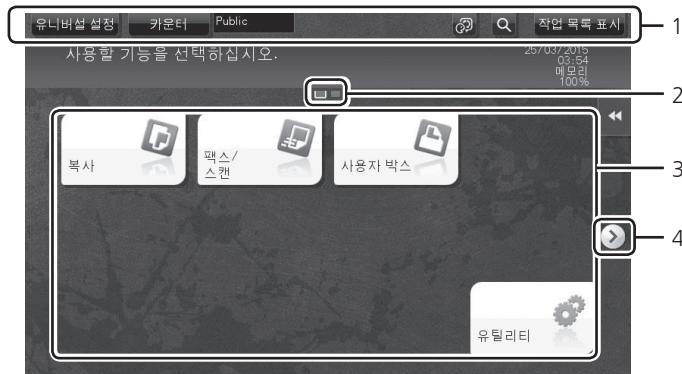 유니버설 설정 카운터 Public 작업 목록 표시 1
사용할 기능을 선택하십시오.
25/03/2015
03:54
메모리
100%
2
복사
팩스/
스캔
사용자 박스
3
4
유틸리티